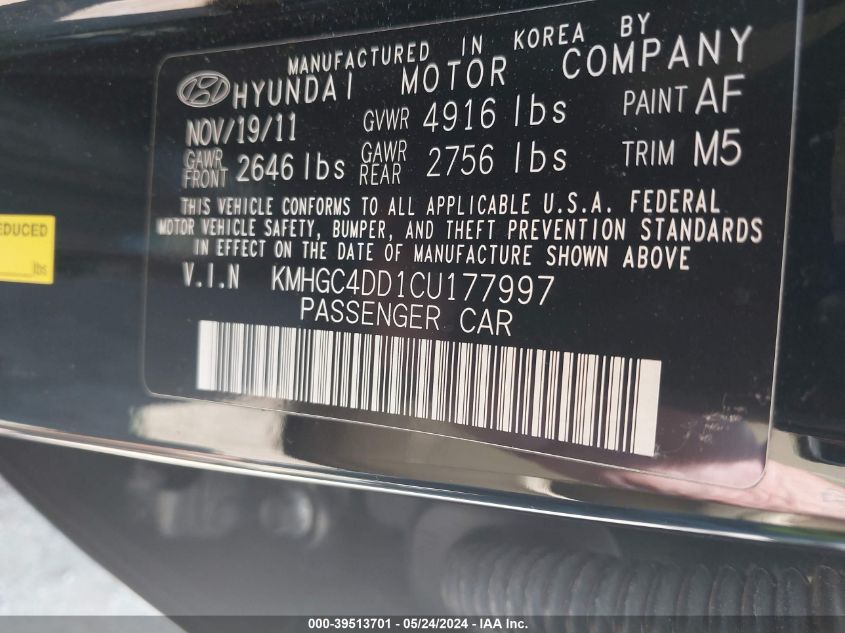 MANUFACTURED IN KOREA BY
HYUNDAI MOTOR COMPANY
NOV/19/11 GVWR 4916 lbs PAINT AF
GAWR FRONT 2646 lbs GAWR REAR 2756 lbs TRIM M5
THIS VEHICLE CONFORMS TO ALL APPLICABLE U.S.A. FEDERAL
MOTOR VEHICLE SAFETY, BUMPER, AND THEFT PREVENTION STANDARDS
IN EFFECT ON THE DATE OF MANUFACTURE SHOWN ABOVE
V.I.N KMHGC4DD1CU177997
PASSENGER CAR
EDUCED
lbs
000-39513701 - 05/24/2024 - IAA Inc.